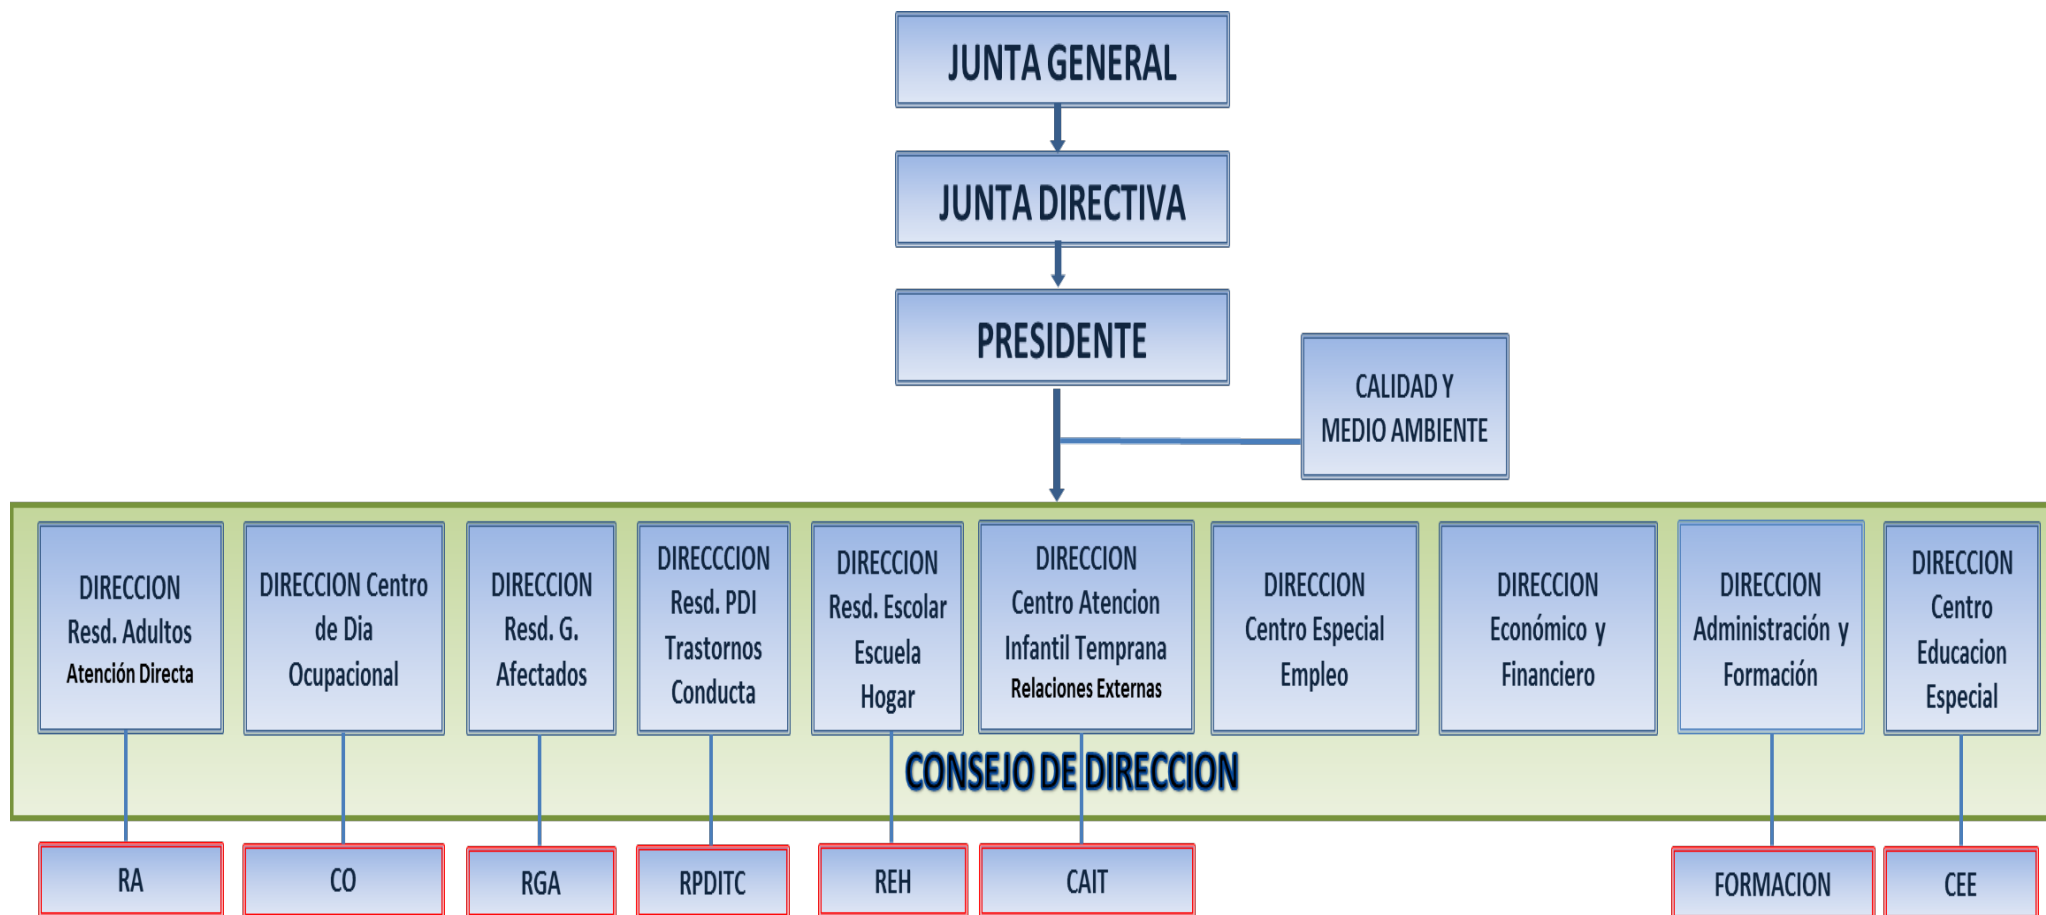 JUNTA GENERAL
JUNTA DIRECTIVA
PRESIDENTE
CALIDAD Y
MEDIO AMBIENTE
DIRECCION
Resd. Adultos
Atención Directa
DIRECCION Centro
de Dia
Ocupacional
DIRECCION
Resd. G.
Afectados
DIRECCCION
Resd. PDI
Trastornos
Conducta
DIRECCION
Resd. Escolar
Escuela
Hogar
DIRECCION
Centro Atencion
Infantil Temprana
Relaciones Externas
DIRECCION
Centro Especial
Empleo
DIRECCION
Económico y
Financiero
DIRECCION
Administración y
Formación
DIRECCION
Centro
Educacion
Especial
CONSEJO DE DIRECCION
RA
CO
RGA
RPDITC
REH
CAIT
FORMACION
CEE